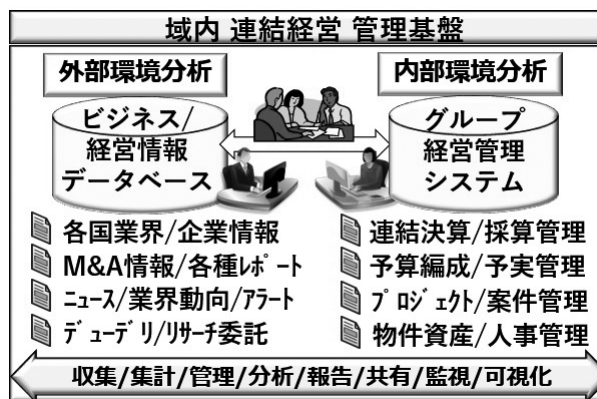 域内 連結経営 管理基盤
外部環境分析
内部環境分析
ビジネス/
経営情報
データベース
グループ
経営管理
システム
各国業界/企業情報
M&A情報/各種ﾚﾎﾟｰﾄ
ﾆｭｰｽ/業界動向/ｱﾗｰﾄ
ﾃﾞｭｰﾃﾞﾘ/ﾘｻｰﾁ委託
連結決算/採算管理
予算編成/予実管理
ﾌﾟﾛｼﾞｪｸﾄ/案件管理
物件資産/人事管理
収集/集計/管理/分析/報告/共有/監視/可視化